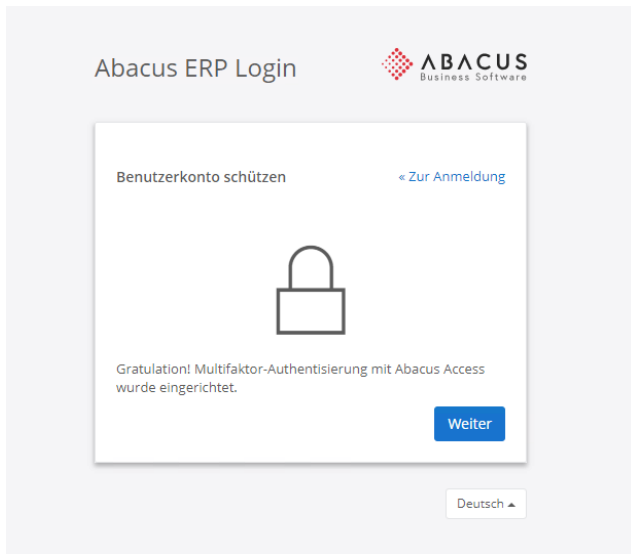 Abacus ERP Login
ABACUS
Business Software
Benutzerkonto schützen
« Zur Anmeldung
Gratulation! Multifaktor-Authentisierung mit Abacus Access
wurde eingerichtet.
Weiter
Deutsch